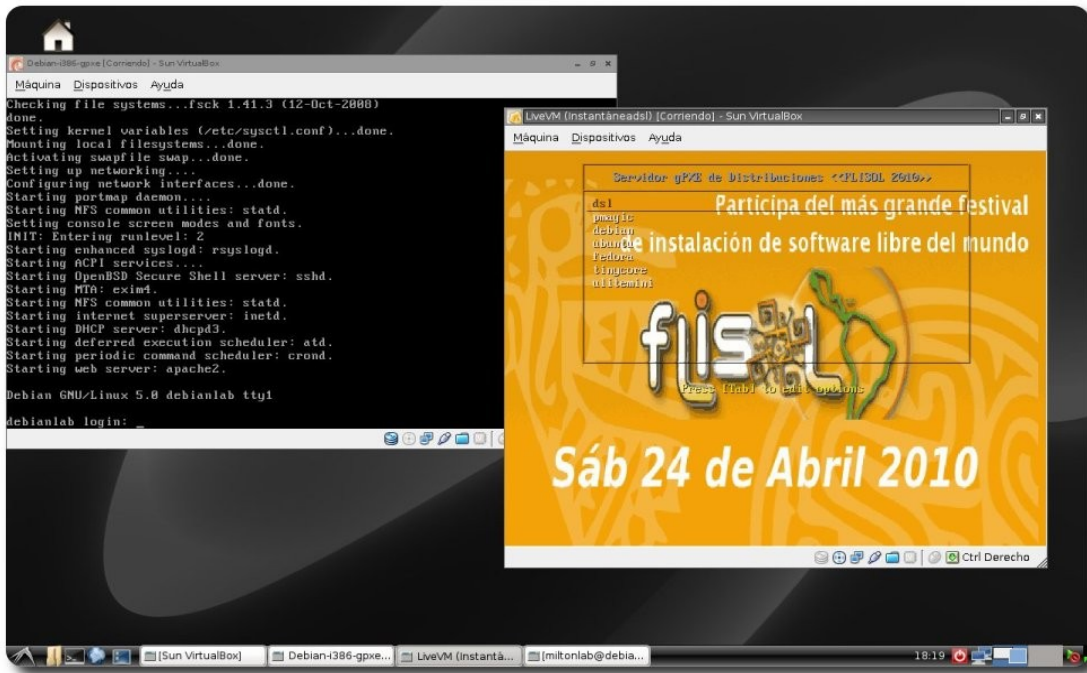 Debian-i386-gpxe [Corriendo] - Sun VirtualBox
Máquina Dispositivos Ayuda
Checking file systems...fsck 1.41.3 (12-Oct-2008)
done.
Setting kernel variables (/etc/sysctl.conf)...done.
Mounting local filesystems...done.
Activating swapfile swap...done.
Setting up networking....
Configuring network interfaces...done.
Starting portmap daemon....
Starting NFS common utilities: statd.
Setting console screen modes and fonts.
INIT: Entering runlevel: 2
Starting enhanced syslogd: rsyslogd.
Starting ACPI services....
Starting OpenBSD Secure Shell server: sshd.
Starting MTA: exim4.
Starting NFS common utilities: statd.
Starting internet superserver: inetd.
Starting DHCP server: dhcpd3.
Starting deferred execution scheduler: atd.
Starting periodic command scheduler: crond.
Starting web server: apache2.
Debian GNU/Linux 5.0 debianlab tty1
debianlab login: _
LiveVM (Instantáneadsl) [Corriendo] - Sun VirtualBox
Máquina Dispositivos Ayuda
Servidor gPXE de Distribuciones <<FLISOL 2010>>
dsl
pmagic
debian
ubuntu
fedora
tinycore
slitemini
Participa del más grande festival
de instalación de software libre del mundo
flisol
Press [Tab] to edit options
Sáb 24 de Abril 2010
Ctrl Derecho
[Sun VirtualBox]
Debian-i386-gpxe...
LiveVM (Instantá...
[miltonlab@debia...
18:19